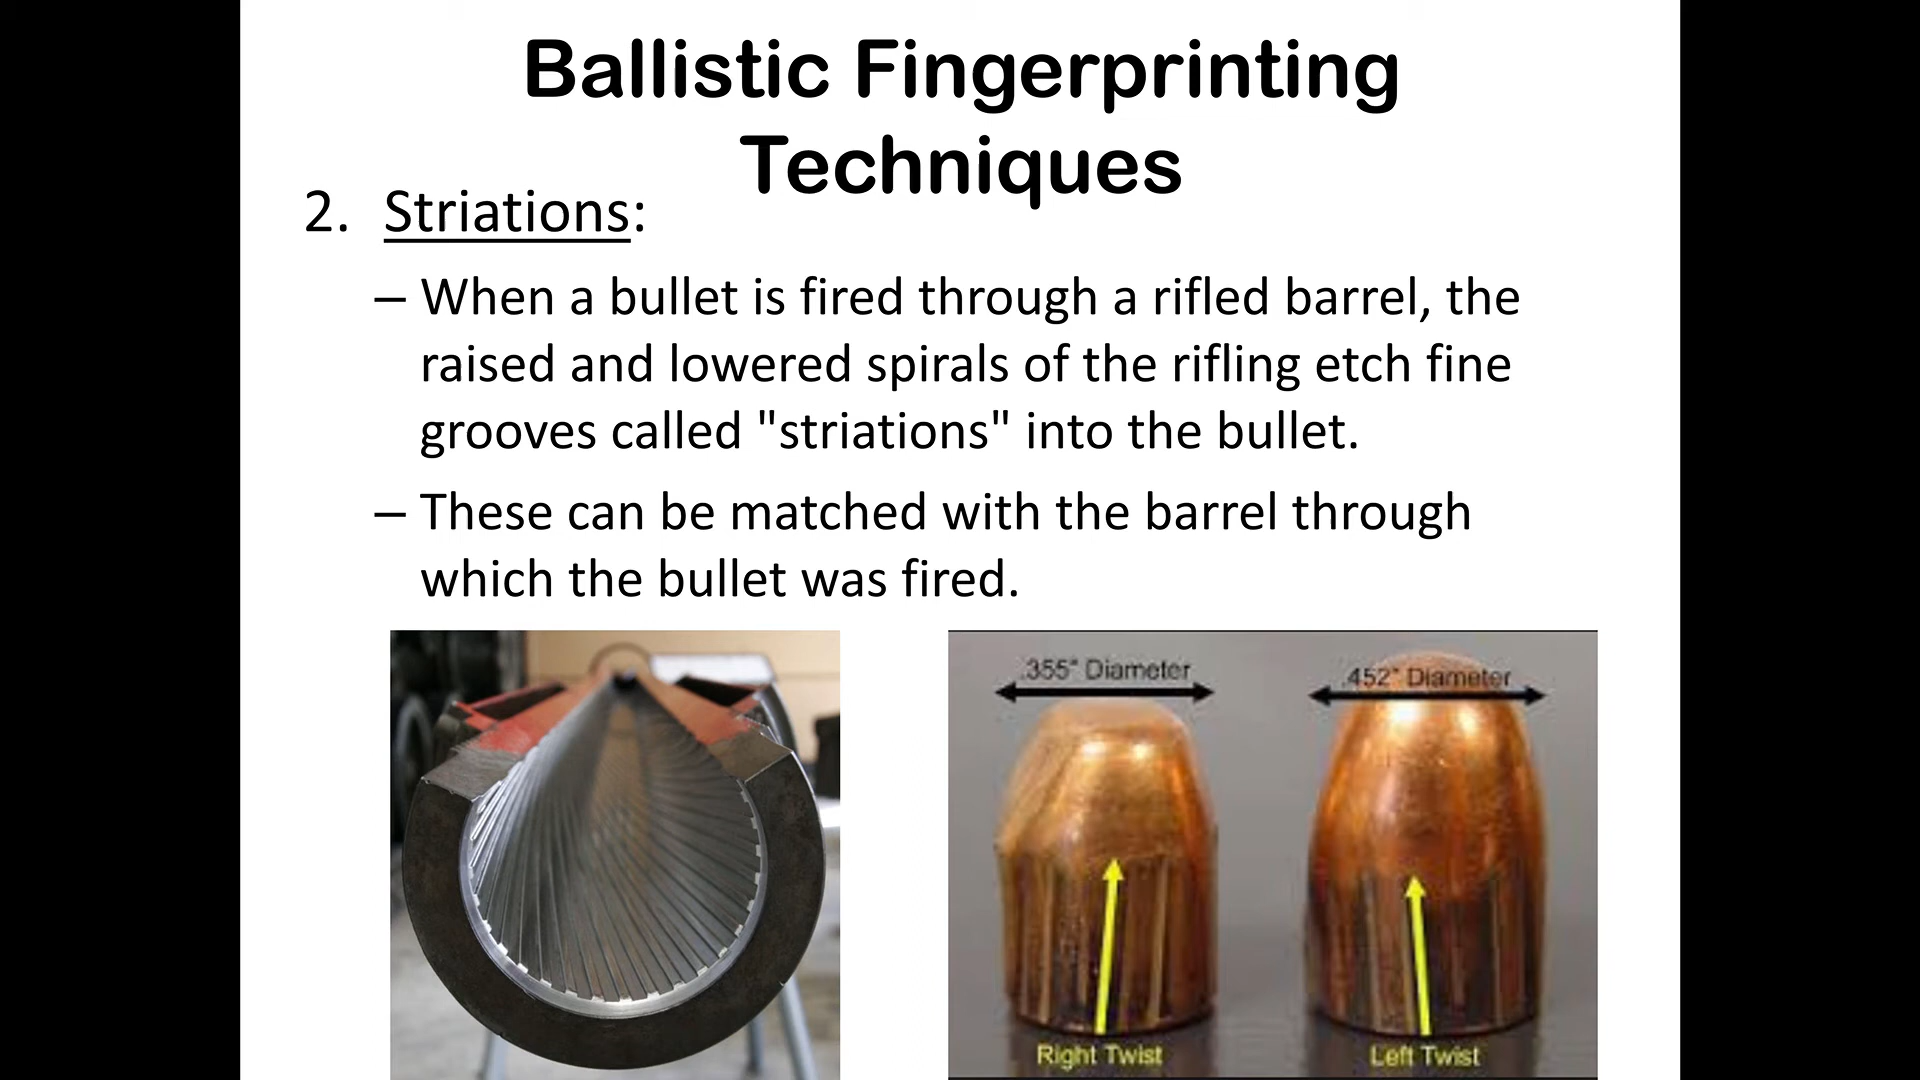 Ballistic Fingerprinting
Techniques
2. Striations:
– When a bullet is fired through a rifled barrel, the
raised and lowered spirals of the rifling etch fine
grooves called "striations" into the bullet.
– These can be matched with the barrel through
which the bullet was fired.
.355" Diameter
.452" Diameter
Right Twist
Left Twist